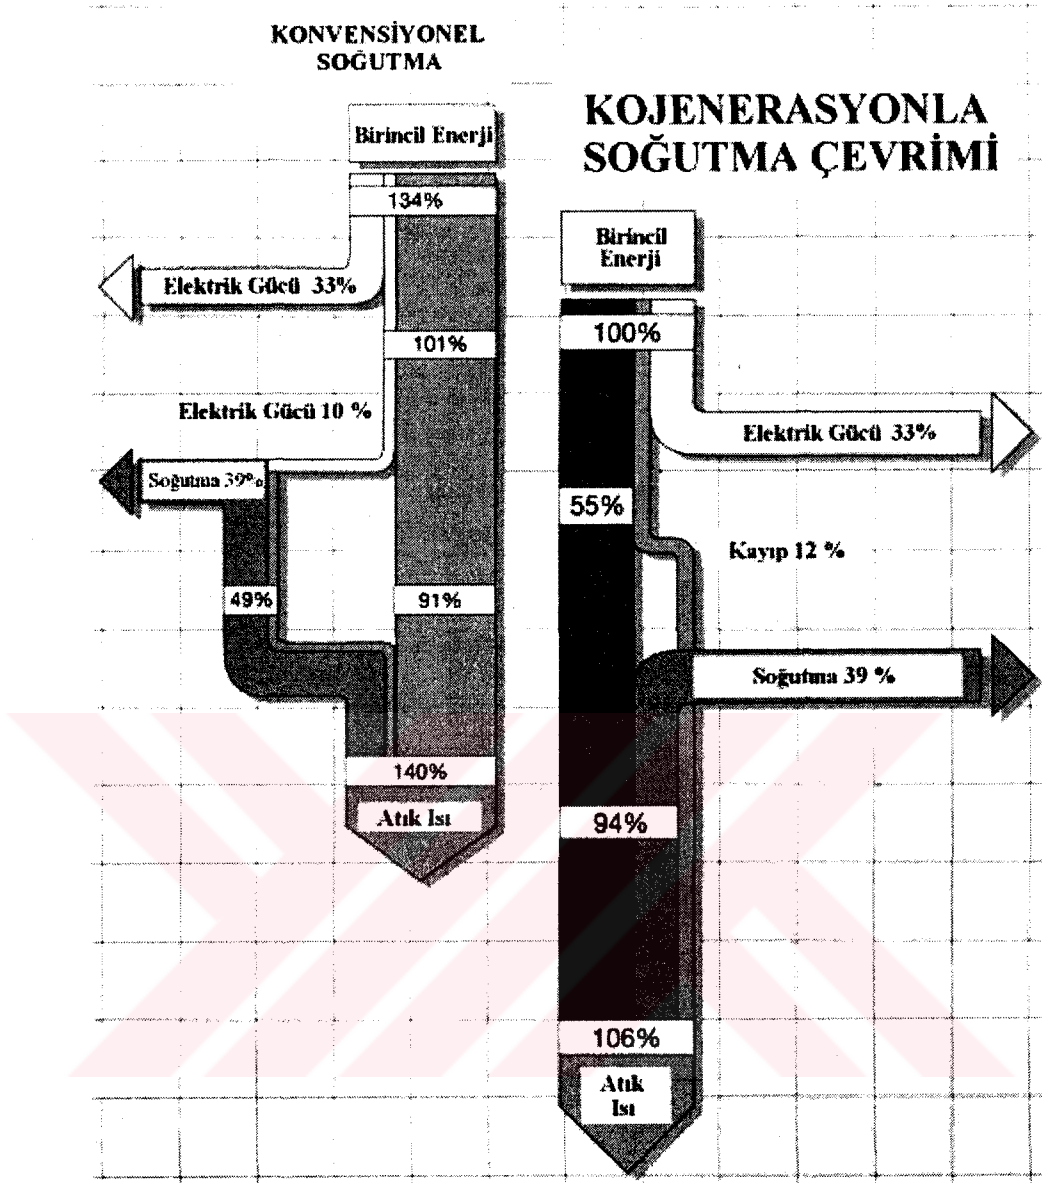 KONVENSİYONEL
SOĞUTMA
Birincil Enerji
134%
Elektrik Gücü 33%
101%
Elektrik Gücü 10 %
Soğutma 39%
49%
91%
140%
Atık Isı
KOJENERASYONLA
SOĞUTMA ÇEVRİMİ
Birincil
Enerji
100%
Elektrik Gücü 33%
55%
Kayıp 12 %
Soğutma 39 %
94%
106%
Atık
Isı